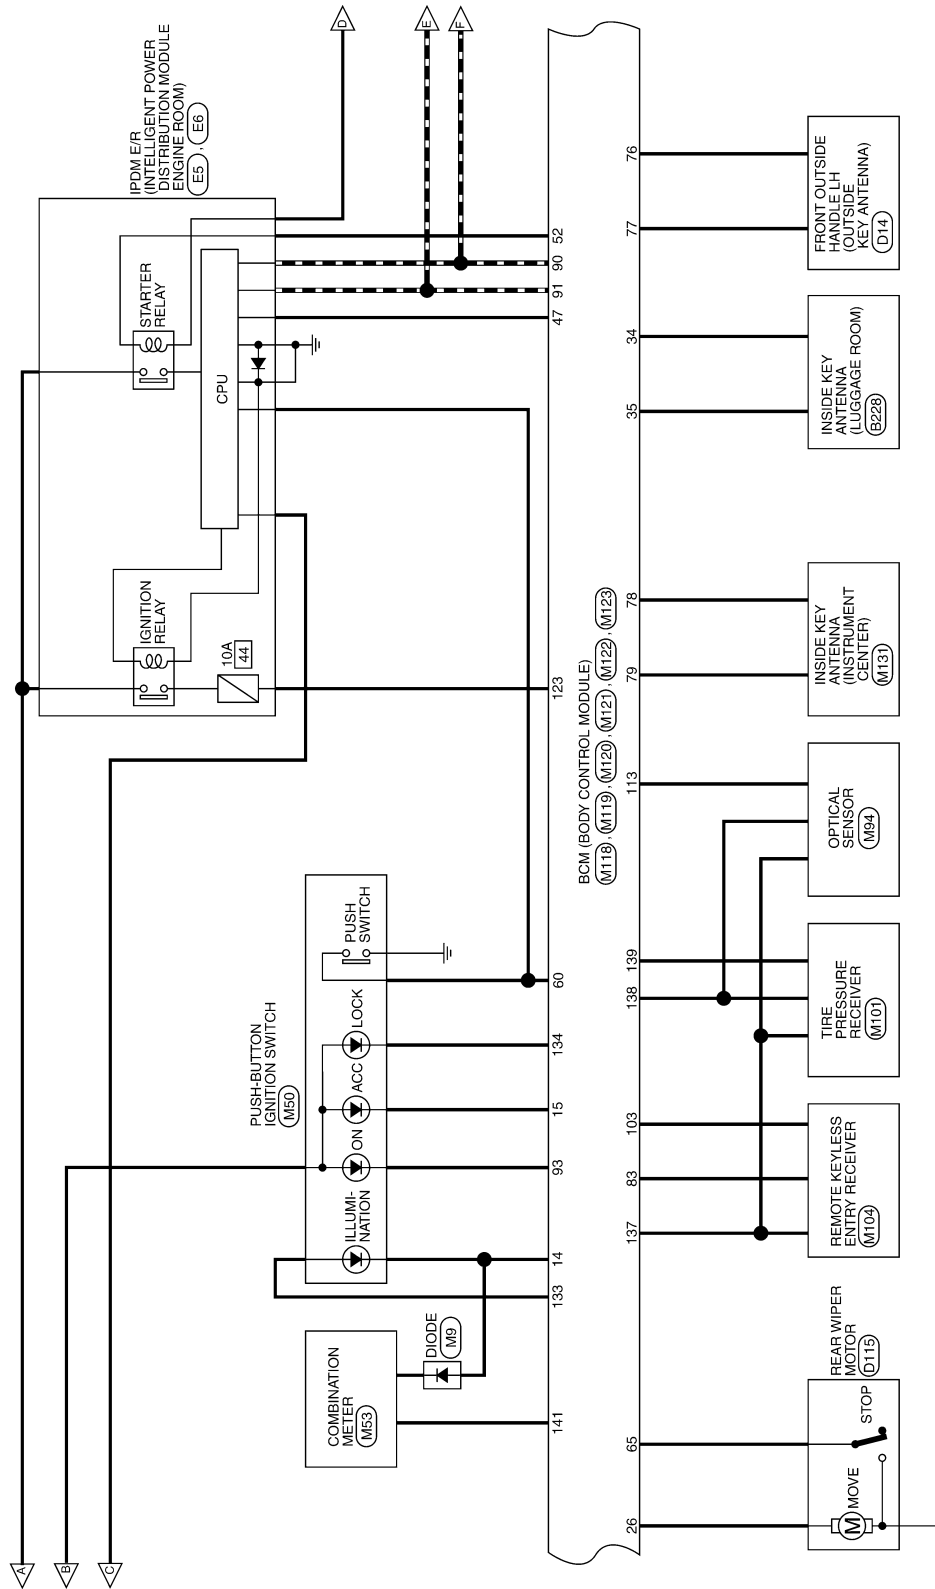 A
B
C
D
E
F
IPDM E/R
(INTELLIGENT POWER
DISTRIBUTION MODULE
ENGINE ROOM)
E5 , E6
IGNITION
RELAY
10A
44
STARTER
RELAY
CPU
PUSH-BUTTON
IGNITION SWITCH
M50
ILLUMI-
NATION
ON
ACC
LOCK
PUSH
SWITCH
COMBINATION
METER
M53
DIODE
M9
141
133
14
93
15
134
60
123
47
91
90
52
BCM (BODY CONTROL MODULE)
M118 , M119 , M120 , M121 , M122 , M123
26
65
137
83
103
138
139
113
79
78
35
34
77
76
REAR WIPER
MOTOR
D115
M
MOVE
STOP
REMOTE KEYLESS
ENTRY RECEIVER
M104
TIRE
PRESSURE
RECEIVER
M101
OPTICAL
SENSOR
M94
INSIDE KEY
ANTENNA
(INSTRUMENT
CENTER)
M131
INSIDE KEY
ANTENNA
(LUGGAGE ROOM)
B228
FRONT OUTSIDE
HANDLE LH
(OUTSIDE
KEY ANTENNA)
D14